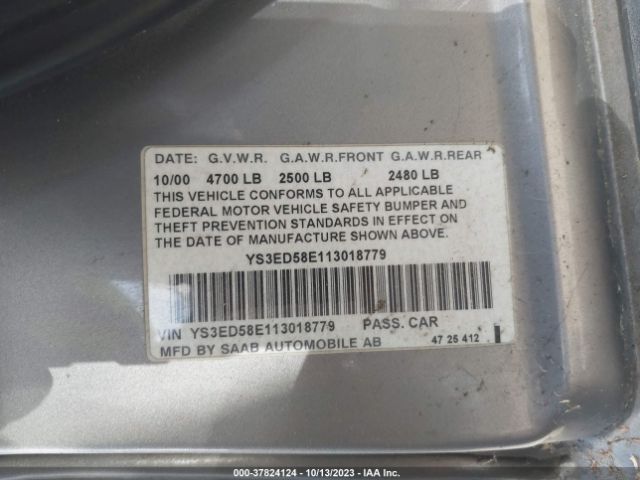 DATE: G.V.W.R. G.A.W.R.FRONT G.A.W.R.REAR
10/00 4700 LB 2500 LB 2480 LB
THIS VEHICLE CONFORMS TO ALL APPLICABLE
FEDERAL MOTOR VEHICLE SAFETY BUMPER AND
THEFT PREVENTION STANDARDS IN EFFECT ON
THE DATE OF MANUFACTURE SHOWN ABOVE.
YS3ED58E113018779
VIN YS3ED58E113018779 PASS. CAR
MFD BY SAAB AUTOMOBILE AB 47 25 412
000-37824124 | 10/13/2023 | IAA Inc.